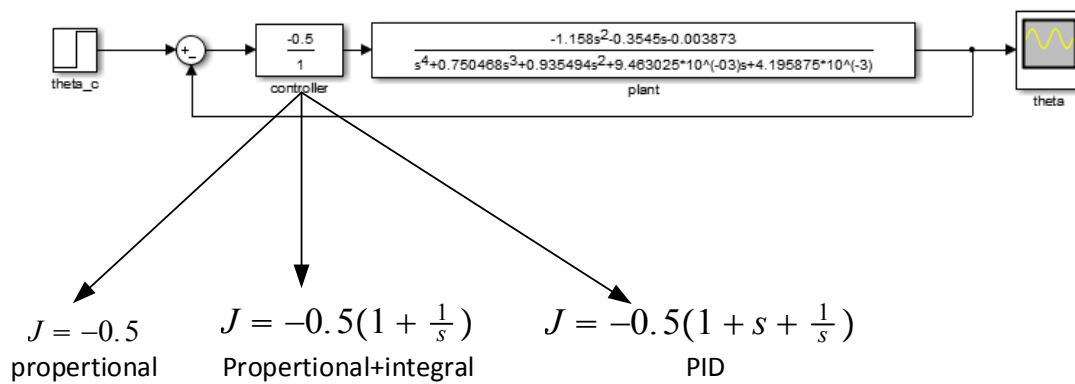 -0.5
1
-1.158s²-0.3545s-0.003873
s⁴+0.750468s³+0.935494s²+9.463025*10^(-03)s+4.195875*10^(-3)
theta_c
controller
plant
theta
J = −0.5
J = −0.5(1 + 1/s)
J = −0.5(1 + s + 1/s)
propertional
Propertional+integral
PID